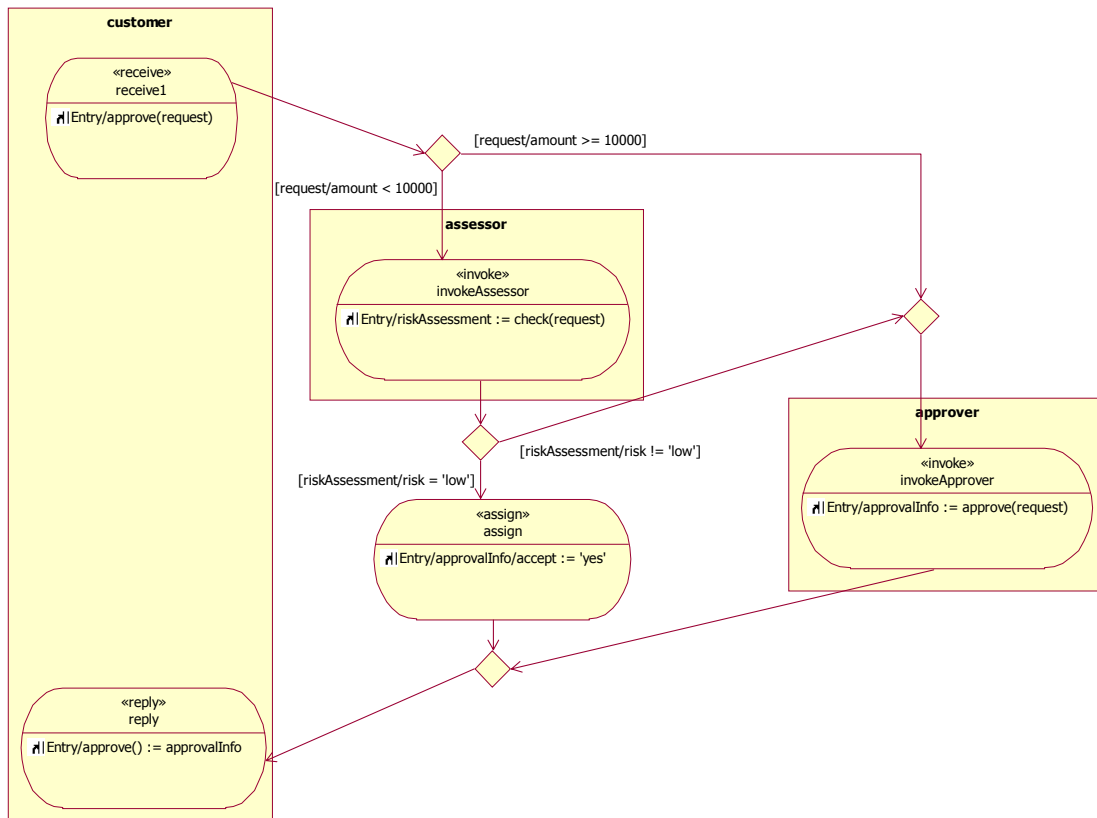 customer
«receive»
receive1
Entry/approve(request)
[request/amount >= 10000]
[request/amount < 10000]
assessor
«invoke»
invokeAssessor
Entry/riskAssessment := check(request)
approver
[riskAssessment/risk != 'low']
«invoke»
invokeApprover
[riskAssessment/risk = 'low']
Entry/approvalInfo := approve(request)
«assign»
assign
Entry/approvalInfo/accept := 'yes'
«reply»
reply
Entry/approve() := approvalInfo